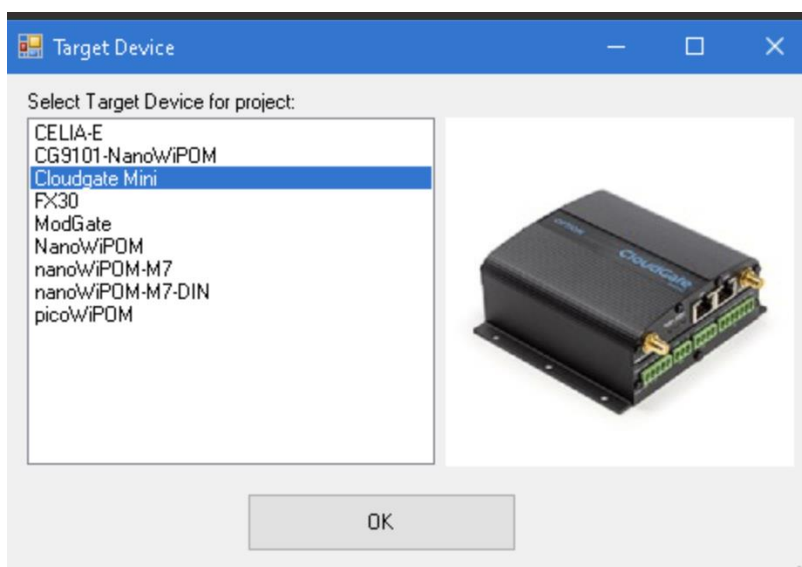 Target Device
Select Target Device for project:
CELIA-E
CG9101-NanoWiPOM
Cloudgate Mini
FX30
ModGate
NanoWiPOM
nanoWiPOM-M7
nanoWiPOM-M7-DIN
picoWiPOM
OPTION
CloudGate
OK